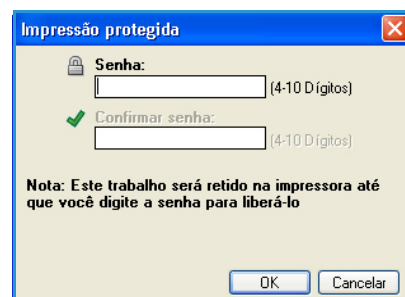 Impressão protegida
Senha:
(4-10 Dígitos)
Confirmar senha:
(4-10 Dígitos)
Nota: Este trabalho será retido na impressora até
que você digite a senha para liberá-lo
OK
Cancelar